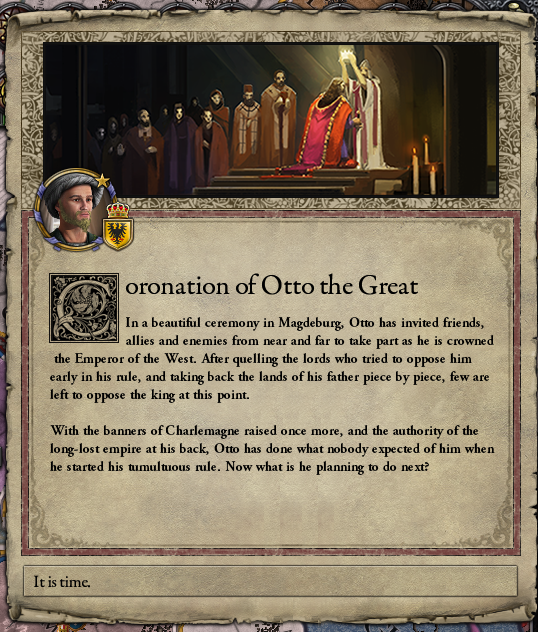 Coronation of Otto the Great
In a beautiful ceremony in Magdeburg, Otto has invited friends,
allies and enemies from near and far to take part as he is crowned
the Emperor of the West. After quelling the lords who tried to oppose him
early in his rule, and taking back the lands of his father piece by piece, few are
left to oppose the king at this point.
With the banners of Charlemagne raised once more, and the authority of the
long-lost empire at his back, Otto has done what nobody expected of him when
he started his tumultuous rule. Now what is he planning to do next?
It is time.